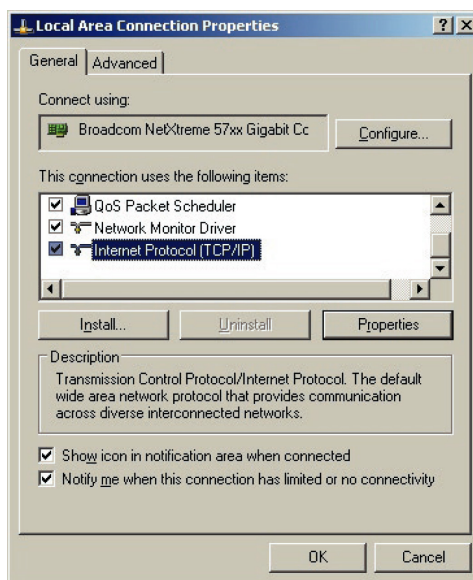 Local Area Connection Properties
General
Advanced
Connect using:
Broadcom NetXtreme 57xx Gigabit Cc
Configure...
This connection uses the following items:
QoS Packet Scheduler
Network Monitor Driver
Internet Protocol (TCP/IP)
Install...
Uninstall
Properties
Description
Transmission Control Protocol/Internet Protocol. The default
wide area network protocol that provides communication
across diverse interconnected networks.
Show icon in notification area when connected
Notify me when this connection has limited or no connectivity
OK
Cancel